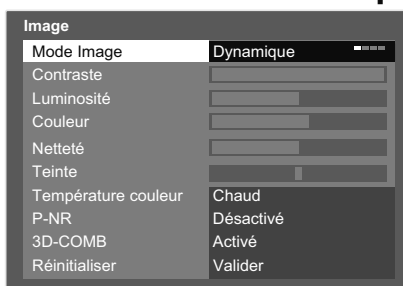 Image
Mode Image Dynamique
Contraste
Luminosité
Couleur
Netteté
Teinte
Température couleur Chaud
P-NR Désactivé
3D-COMB Activé
Réinitialiser Valider